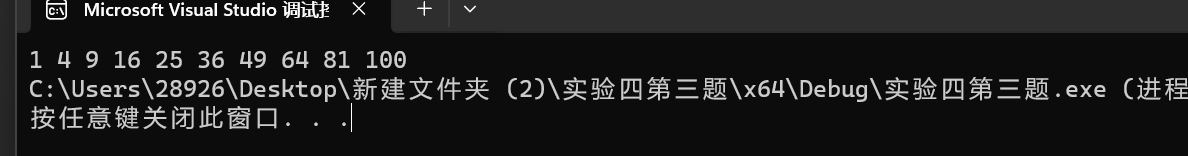 Microsoft Visual Studio 调试控
1 4 9 16 25 36 49 64 81 100
C:\Users\28926\Desktop\新建文件夹 (2)\实验四第三题\x64\Debug\实验四第三题.exe (进程
按任意键关闭此窗口. . .